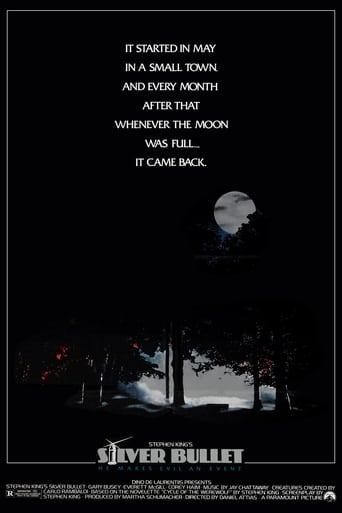 IT STARTED IN MAY
IN A SMALL TOWN.
AND EVERY MONTH
AFTER THAT
WHENEVER THE MOON
WAS FULL...
IT CAME BACK.
STEPHEN KING'S
SILVER BULLET
HE MAKES EVIL AN EVENT
DINO DE LAURENTIIS PRESENTS
STEPHEN KING'S SILVER BULLET GARY BUSEY EVERETT McGILL COREY HAIM MUSIC BY JAY CHATTAWAY CREATURES CREATED BY
R CARLO RAMBALDI BASED ON THE NOVELETTE "CYCLE OF THE WEREWOLF" BY STEPHEN KING SCREENPLAY BY
STEPHEN KING PRODUCED BY MARTHA SCHUMACHER DIRECTED BY DANIEL ATTIAS A PARAMOUNT PICTURE